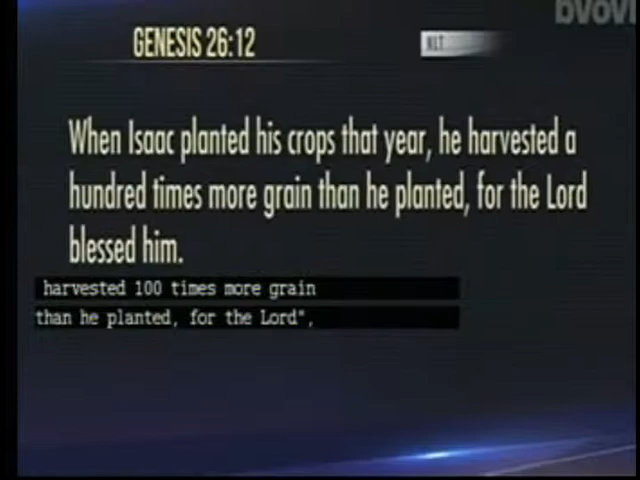 bvov
GENESIS 26:12
NLT
When Isaac planted his crops that year, he harvested a
hundred times more grain than he planted, for the Lord
blessed him.
harvested 100 times more grain
than he planted, for the Lord",